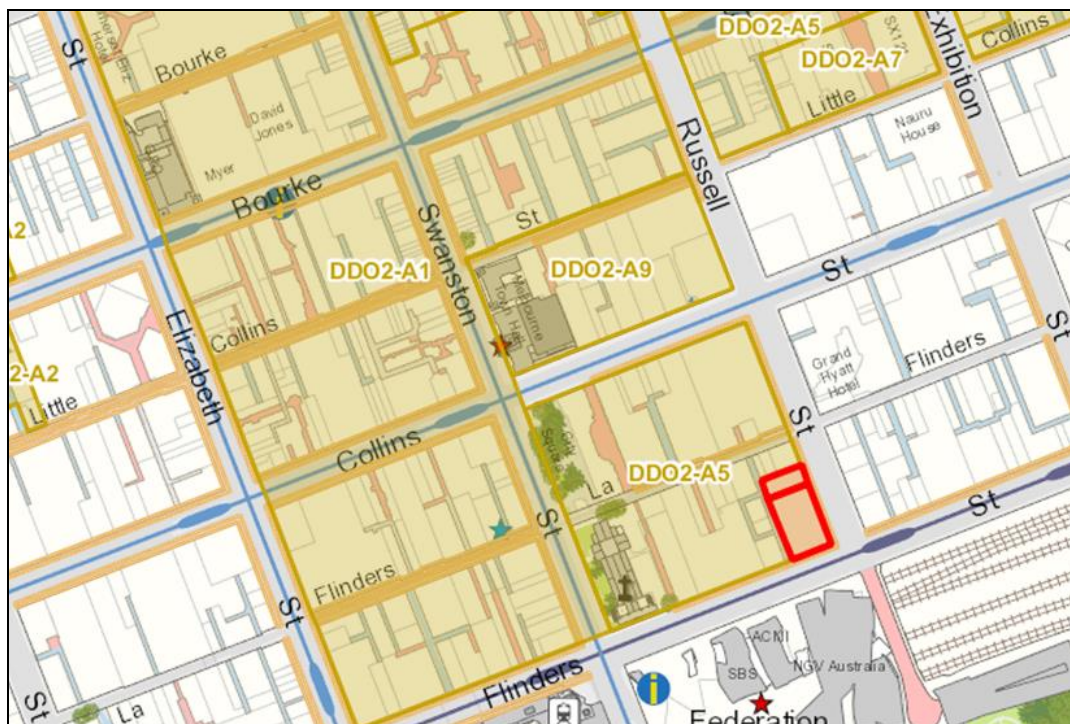 St
Bourke
David
Jones
Myer
DDO2-A5
DDO2-A7
SX121
Exhibition
Collins
Little
Nauru
House
Russell
Bourke
Swanston
St
DDO2-A9
DDO2-A1
Melbourne
Town Hall
St
A2
Elizabeth
Collins
2-A2
Little
Grand
Hyatt
Hotel
Flinders
St
St
Collins
City
Square
DDO2-A5
La
St
St
Flinders
St
St
La
Flinders
ACMI
SBS
NGV Australia
i
Federation